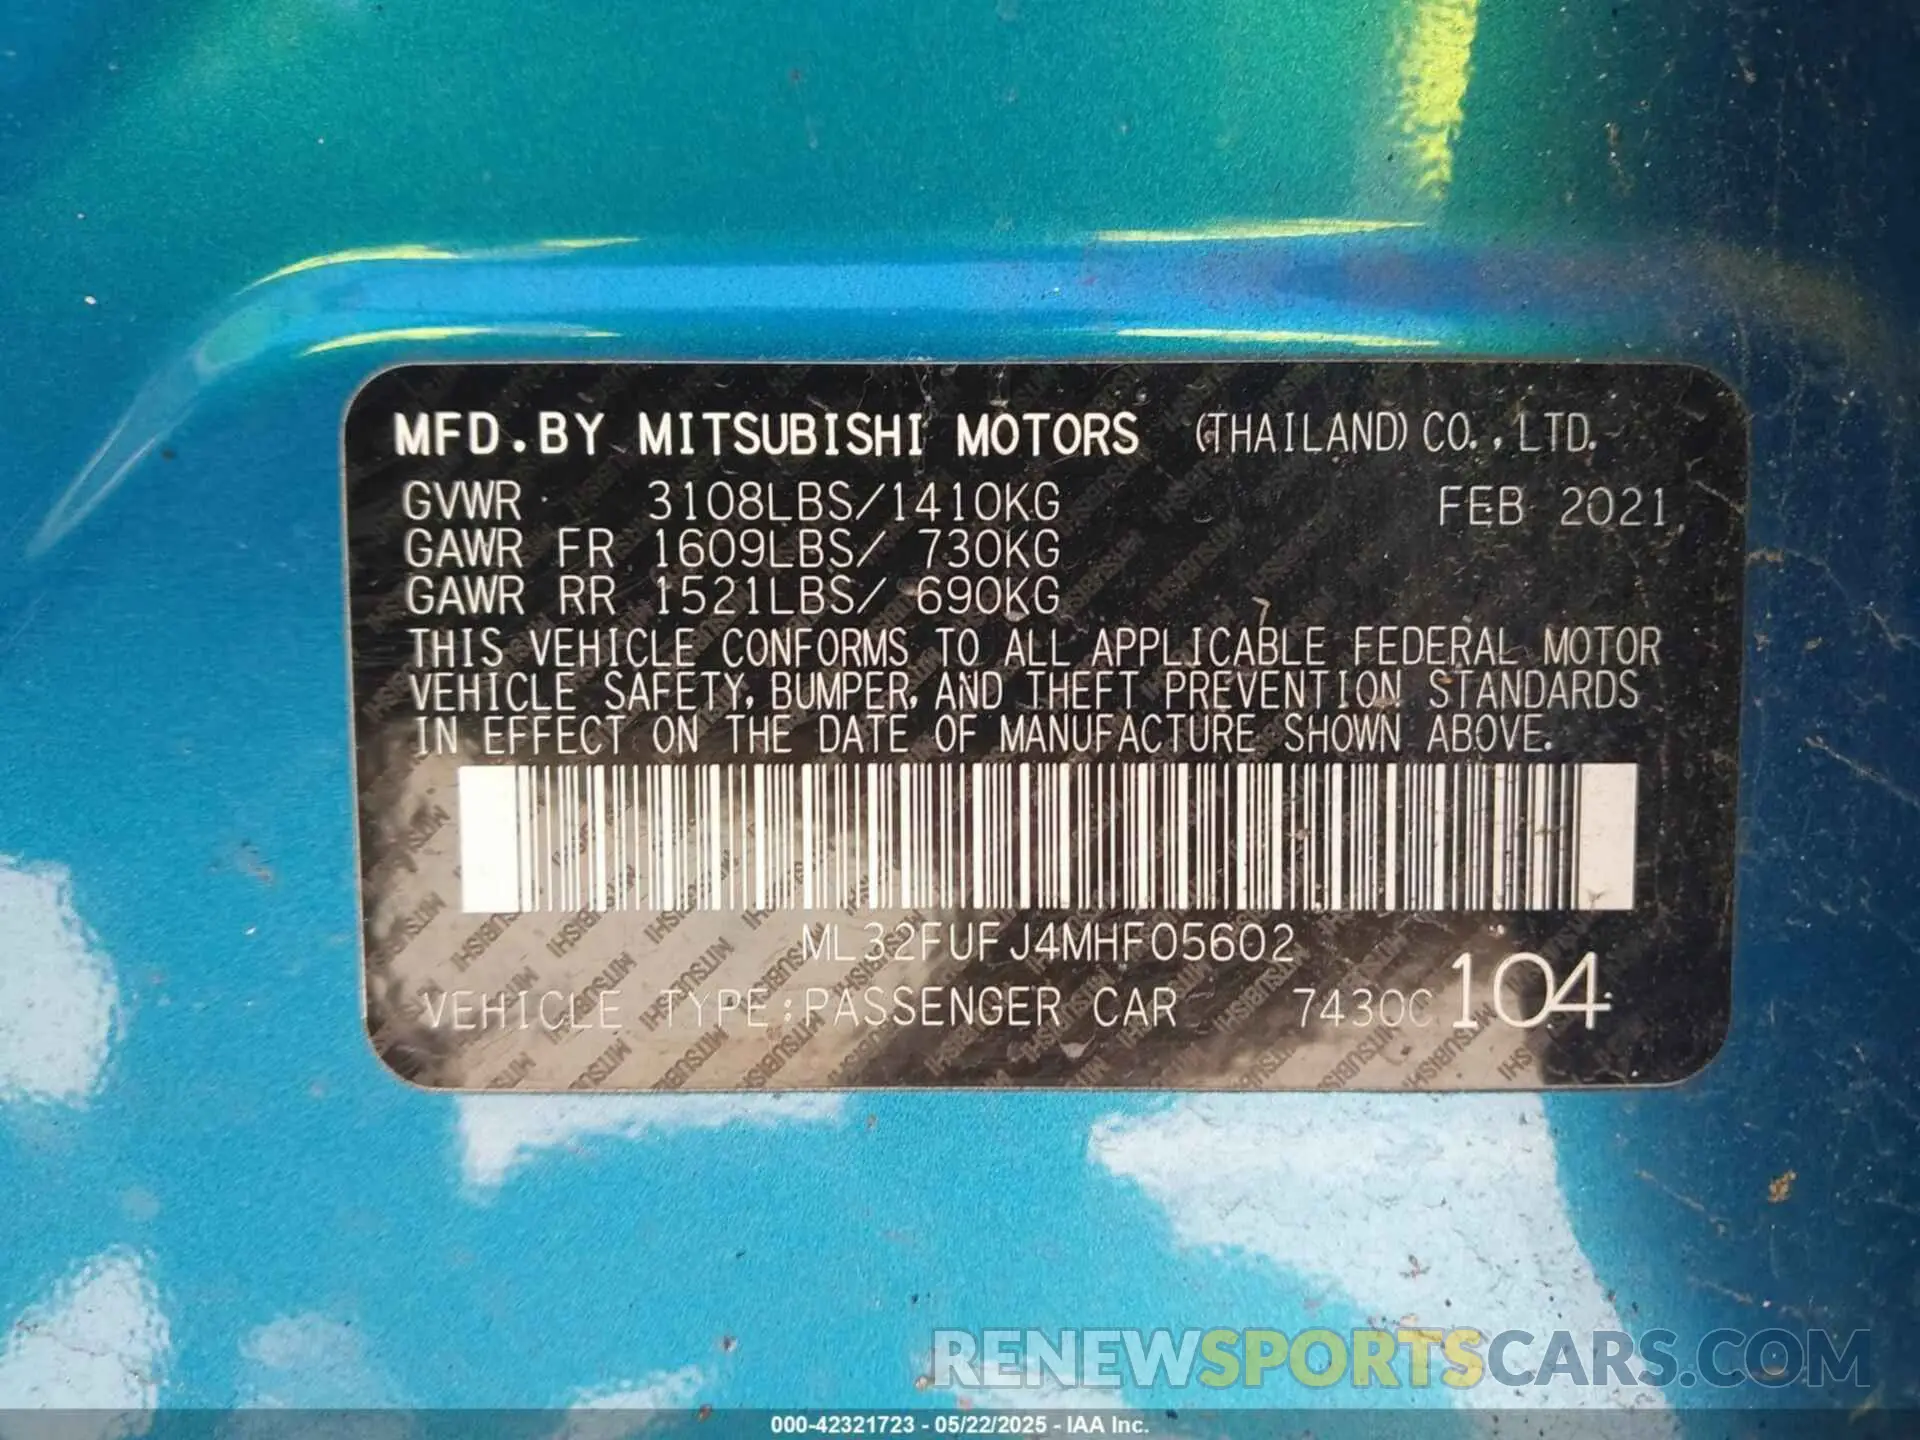 MFD.BY MITSUBISHI MOTORS (THAILAND) CO.,LTD.
GVWR 3108LBS/1410KG FEB 2021
GAWR FR 1609LBS/ 730KG
GAWR RR 1521LBS/ 690KG
THIS VEHICLE CONFORMS TO ALL APPLICABLE FEDERAL MOTOR
VEHICLE SAFETY, BUMPER, AND THEFT PREVENTION STANDARDS
IN EFFECT ON THE DATE OF MANUFACTURE SHOWN ABOVE.
ML32FUFJ4MHF05602
VEHICLE TYPE:PASSENGER CAR 7430C 104
RENEWSPORTSCARS.COM
000-42321723 - 05/22/2025 - IAA Inc.